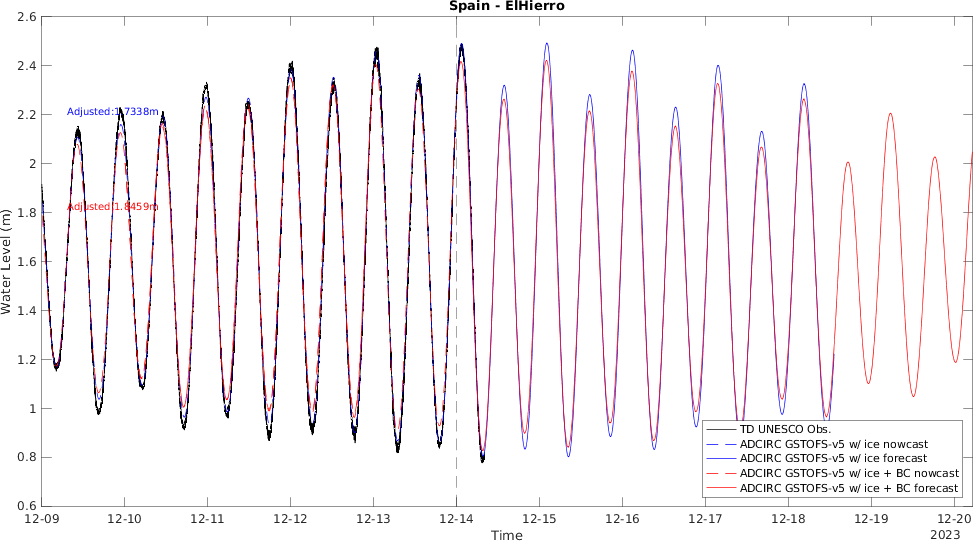 Spain - ElHierro
2.6
2.4
2.2
2
1.8
1.6
1.4
1.2
1
0.8
0.6
Water Level (m)
Adjusted:1.7338m
Adjusted:1.8459m
TD UNESCO Obs.
ADCIRC GSTOFS-v5 w/ ice nowcast
ADCIRC GSTOFS-v5 w/ ice forecast
ADCIRC GSTOFS-v5 w/ ice + BC nowcast
ADCIRC GSTOFS-v5 w/ ice + BC forecast
12-09 12-10 12-11 12-12 12-13 12-14 12-15 12-16 12-17 12-18 12-19 12-20
2023
Time